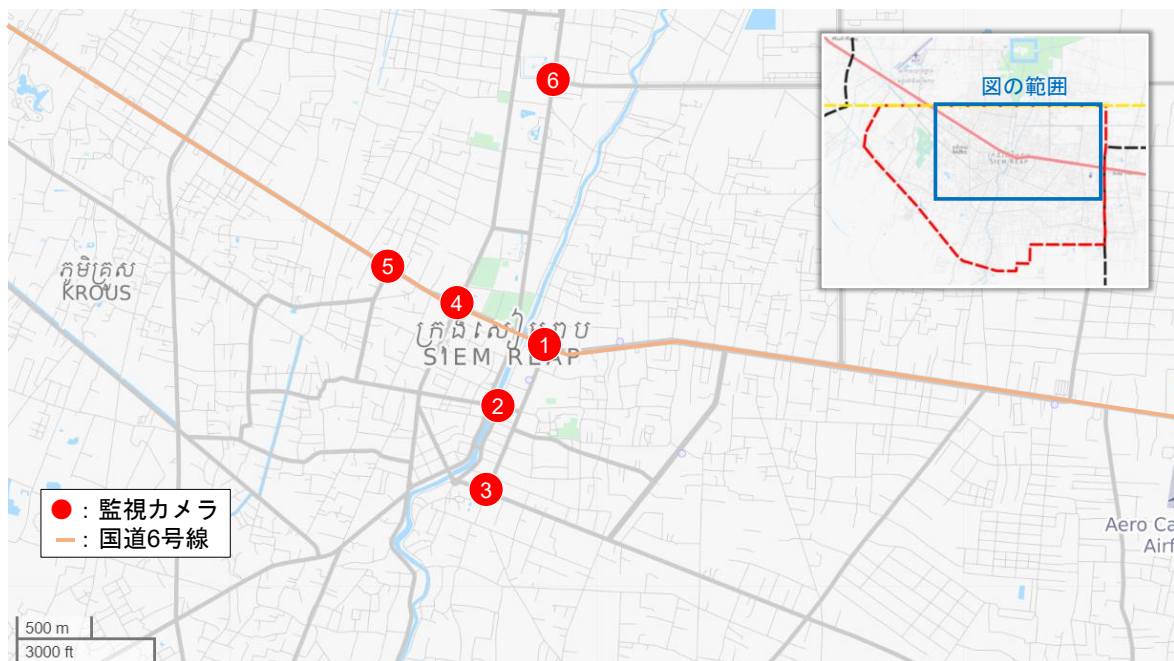 6
図の範囲
SIEM REAP
5
ភូមិគ្រួស
KROUS
4
ក្រុងសៀមរាប
1
2
3
●：監視カメラ
：国道6号線
Aero Ca
Airf
500 m
3000 ft